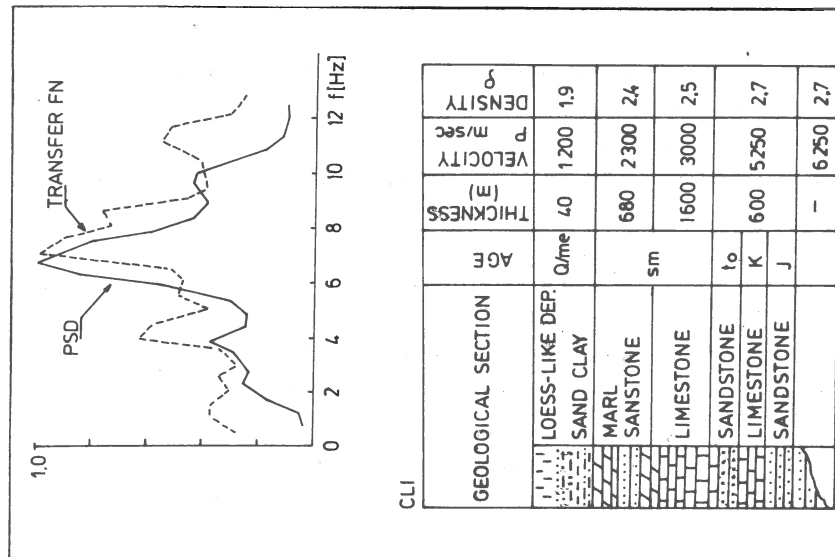 TRANSFER FN
PSD
1.0
0 2 4 6 8 10 12 f[Hz]
CLI
GEOLOGICAL SECTION AGE THICKNESS (m) VELOCITY P m/sec DENSITY ρ
LOESS-LIKE DEP. Q/me 40 1200 1.9
SAND CLAY
MARL sm 680 2300 2.4
SANSTONE
LIMESTONE 1600 3000 2.5
SANDSTONE to 600 5250 2.7
LIMESTONE K
SANDSTONE J
– 6250 2.7